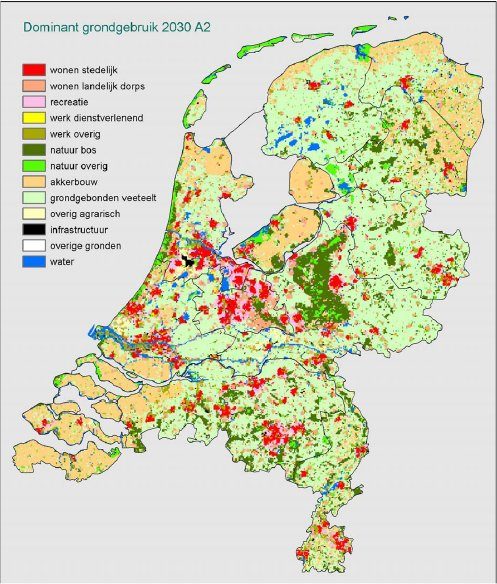 Dominant grondgebruik 2030 A2
wonen stedelijk
wonen landelijk dorps
recreatie
werk dienstverlenend
werk overig
natuur bos
natuur overig
akkerbouw
grondgebonden veeteelt
overig agrarisch
infrastructuur
overige gronden
water